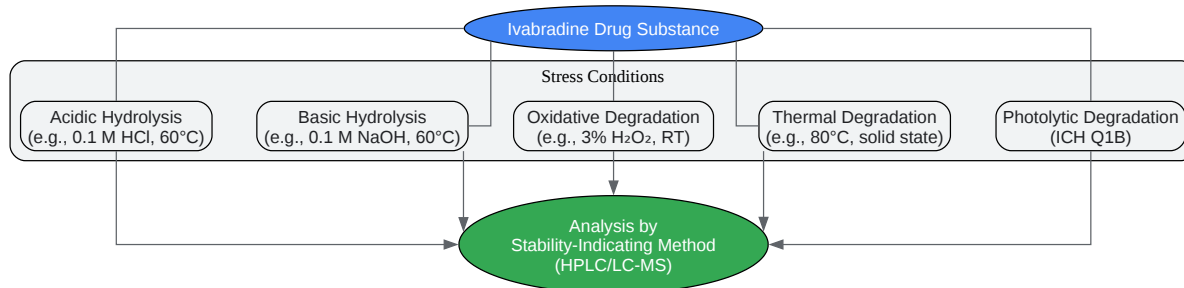 Ivabradine Drug Substance
Stress Conditions
Acidic Hydrolysis
(e.g., 0.1 M HCl, 60°C)
Basic Hydrolysis
(e.g., 0.1 M NaOH, 60°C)
Oxidative Degradation
(e.g., 3% H₂O₂, RT)
Thermal Degradation
(e.g., 80°C, solid state)
Photolytic Degradation
(ICH Q1B)
Analysis by
Stability-Indicating Method
(HPLC/LC-MS)